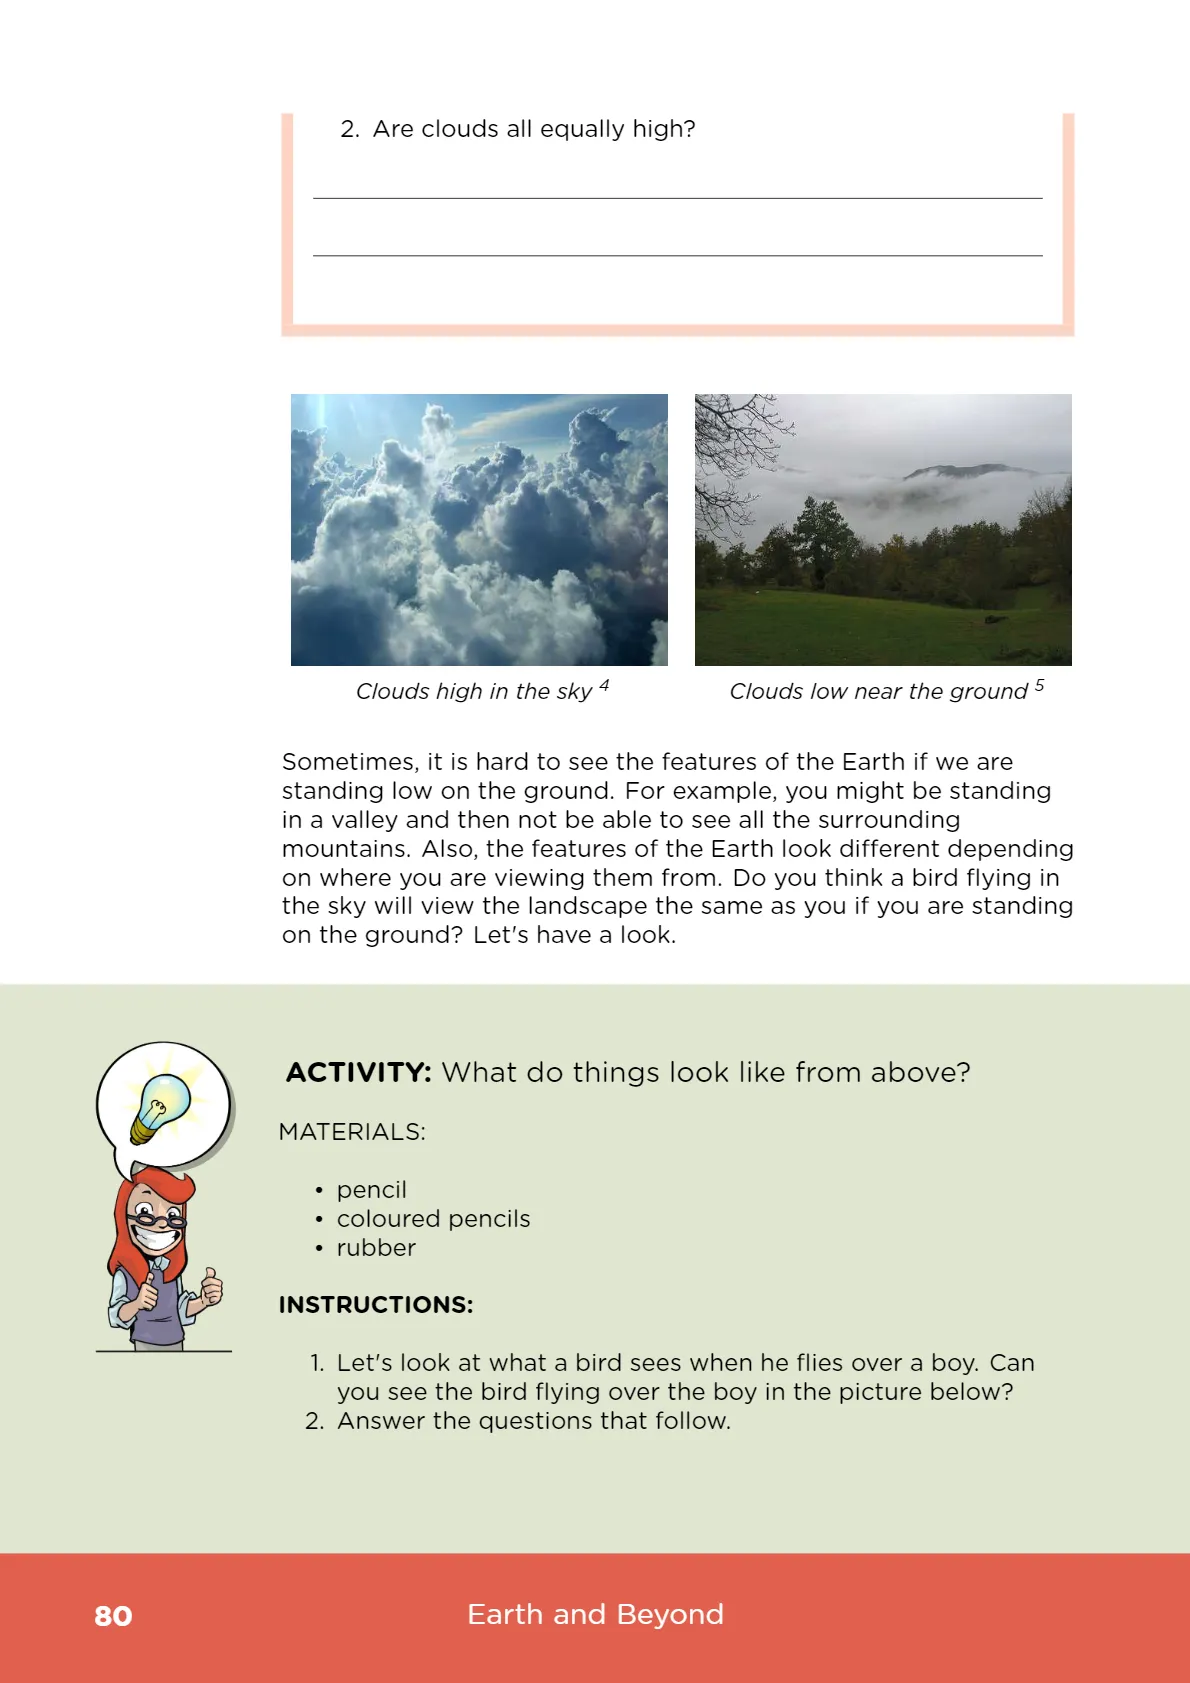 2. Are clouds all equally high?
Clouds high in the sky 4
Clouds low near the ground 5
Sometimes, it is hard to see the features of the Earth if we are
standing low on the ground. For example, you might be standing
in a valley and then not be able to see all the surrounding
mountains. Also, the features of the Earth look different depending
on where you are viewing them from. Do you think a bird flying in
the sky will view the landscape the same as you if you are standing
on the ground? Let's have a look.
ACTIVITY: What do things look like from above?
MATERIALS:
• pencil
• coloured pencils
• rubber
INSTRUCTIONS:
1. Let's look at what a bird sees when he flies over a boy. Can
you see the bird flying over the boy in the picture below?
2. Answer the questions that follow.
80
Earth and Beyond